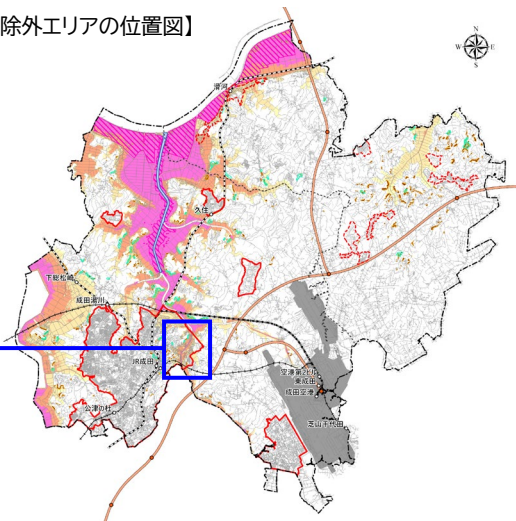 除外エリアの位置図】
N
W E
S
滑河
久住
下総松崎
成田湯川
JR成田
空港第2ビル
東成田
成田空港
公津の杜
芝山千代田